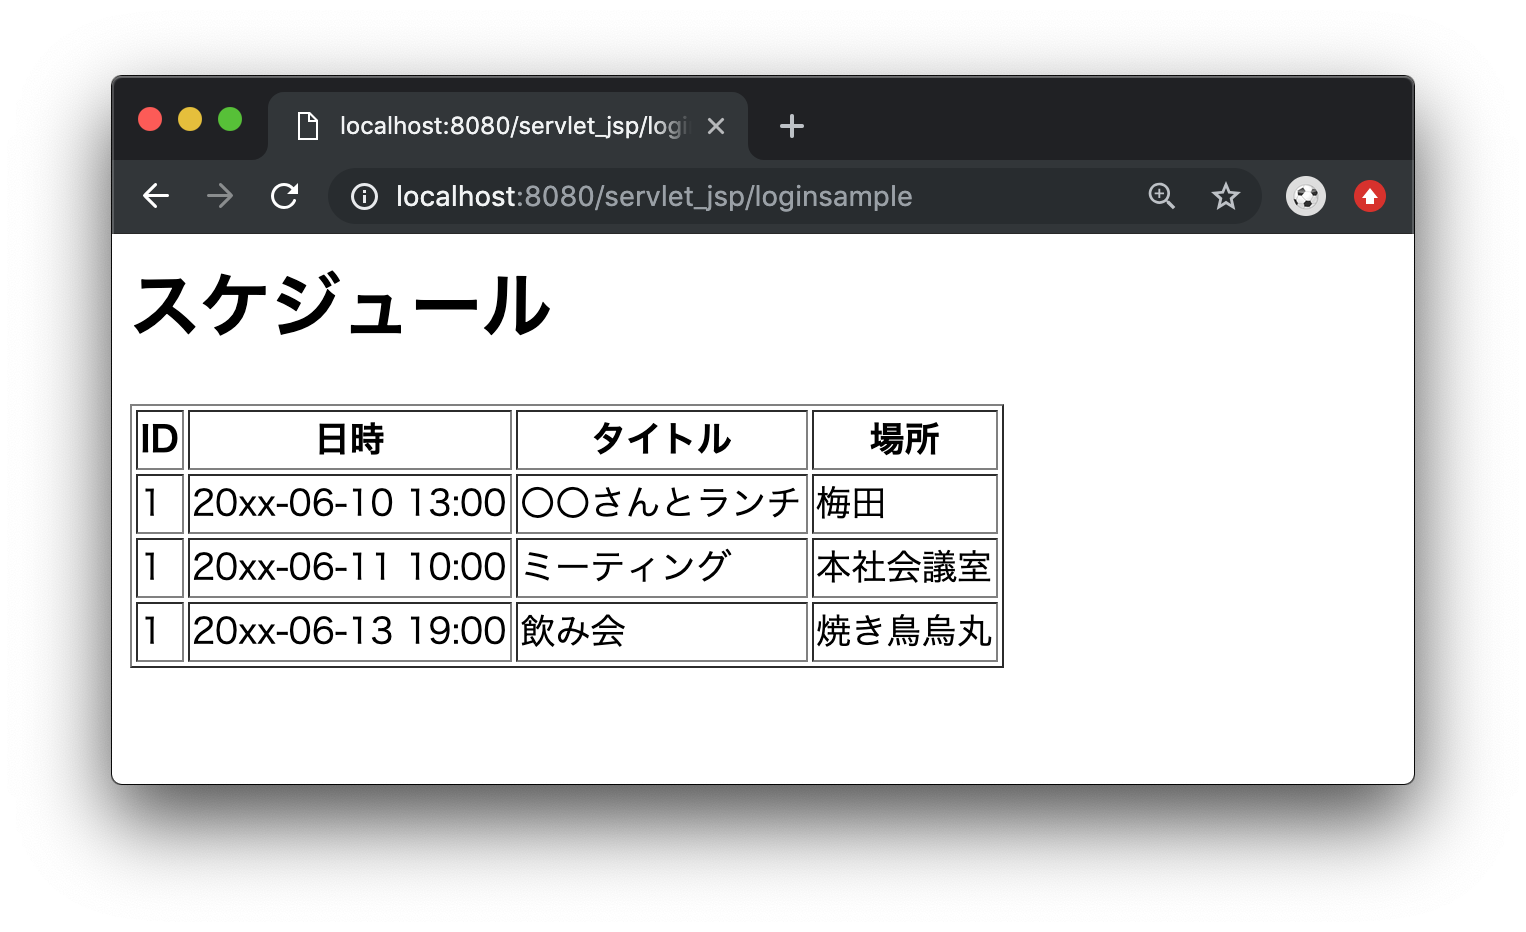 localhost:8080/servlet_jsp/logi
localhost:8080/servlet_jsp/loginsample
スケジュール
ID 日時 タイトル 場所
1 20xx-06-10 13:00 〇〇さんとランチ 梅田
1 20xx-06-11 10:00 ミーティング 本社会議室
1 20xx-06-13 19:00 飲み会 焼き鳥烏丸